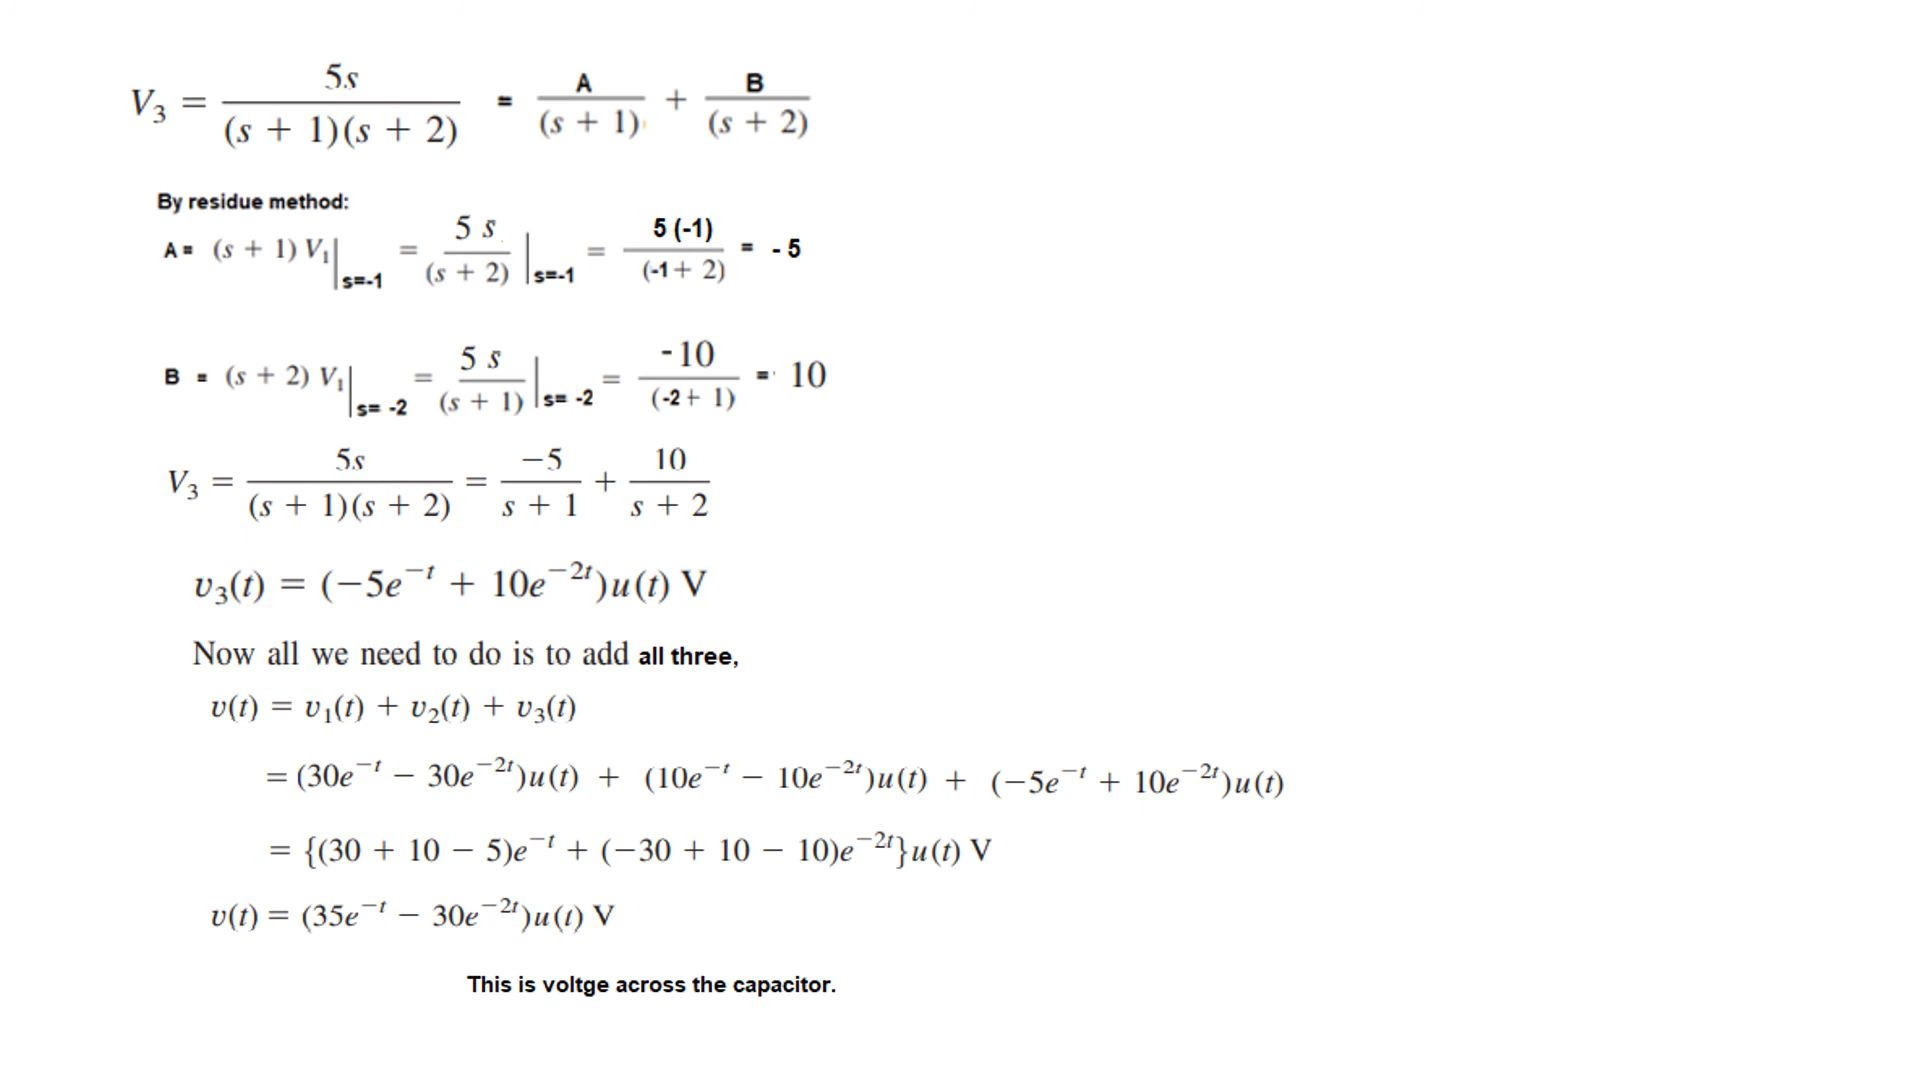 V₃ = 5s / (s + 1)(s + 2) = A / (s + 1) + B / (s + 2)
By residue method:
A = (s + 1) V₁|s=-1 = 5 s / (s + 2) |s=-1 = 5 (-1) / (-1 + 2) = - 5
B = (s + 2) V₁|s= -2 = 5 s / (s + 1) |s= -2 = -10 / (-2 + 1) = 10
V₃ = 5s / (s + 1)(s + 2) = −5 / s + 1 + 10 / s + 2
v₃(t) = (−5e^−t + 10e^−2t)u(t) V
Now all we need to do is to add all three,
v(t) = v₁(t) + v₂(t) + v₃(t)
= (30e^−t − 30e^−2t)u(t) + (10e^−t − 10e^−2t)u(t) + (−5e^−t + 10e^−2t)u(t)
= {(30 + 10 − 5)e^−t + (−30 + 10 − 10)e^−2t}u(t) V
v(t) = (35e^−t − 30e^−2t)u(t) V
This is voltge across the capacitor.